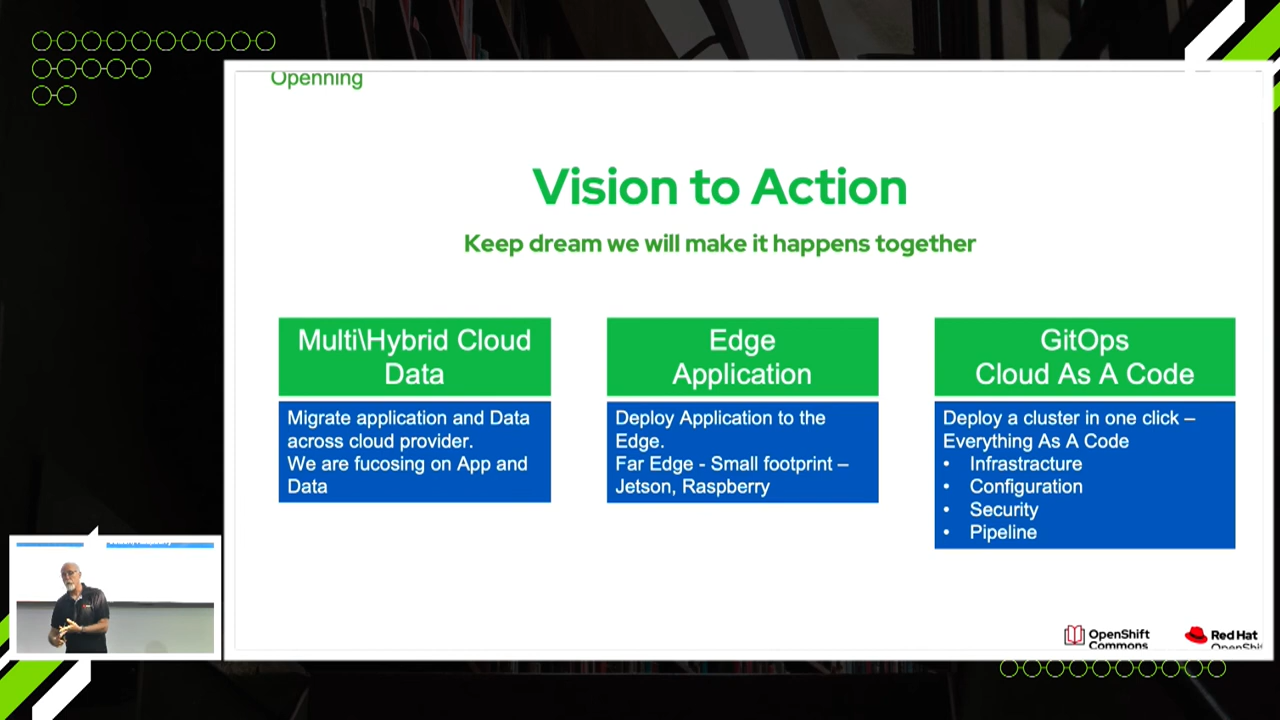 Openning
Vision to Action
Keep dream we will make it happens together
Multi\Hybrid Cloud
Data
Migrate application and Data
across cloud provider.
We are fucosing on App and
Data
Edge
Application
Deploy Application to the
Edge.
Far Edge - Small footprint –
Jetson, Raspberry
GitOps
Cloud As A Code
Deploy a cluster in one click –
Everything As A Code
• Infrastracture
• Configuration
• Security
• Pipeline
OpenShift
Commons
Red Hat
OpenShi